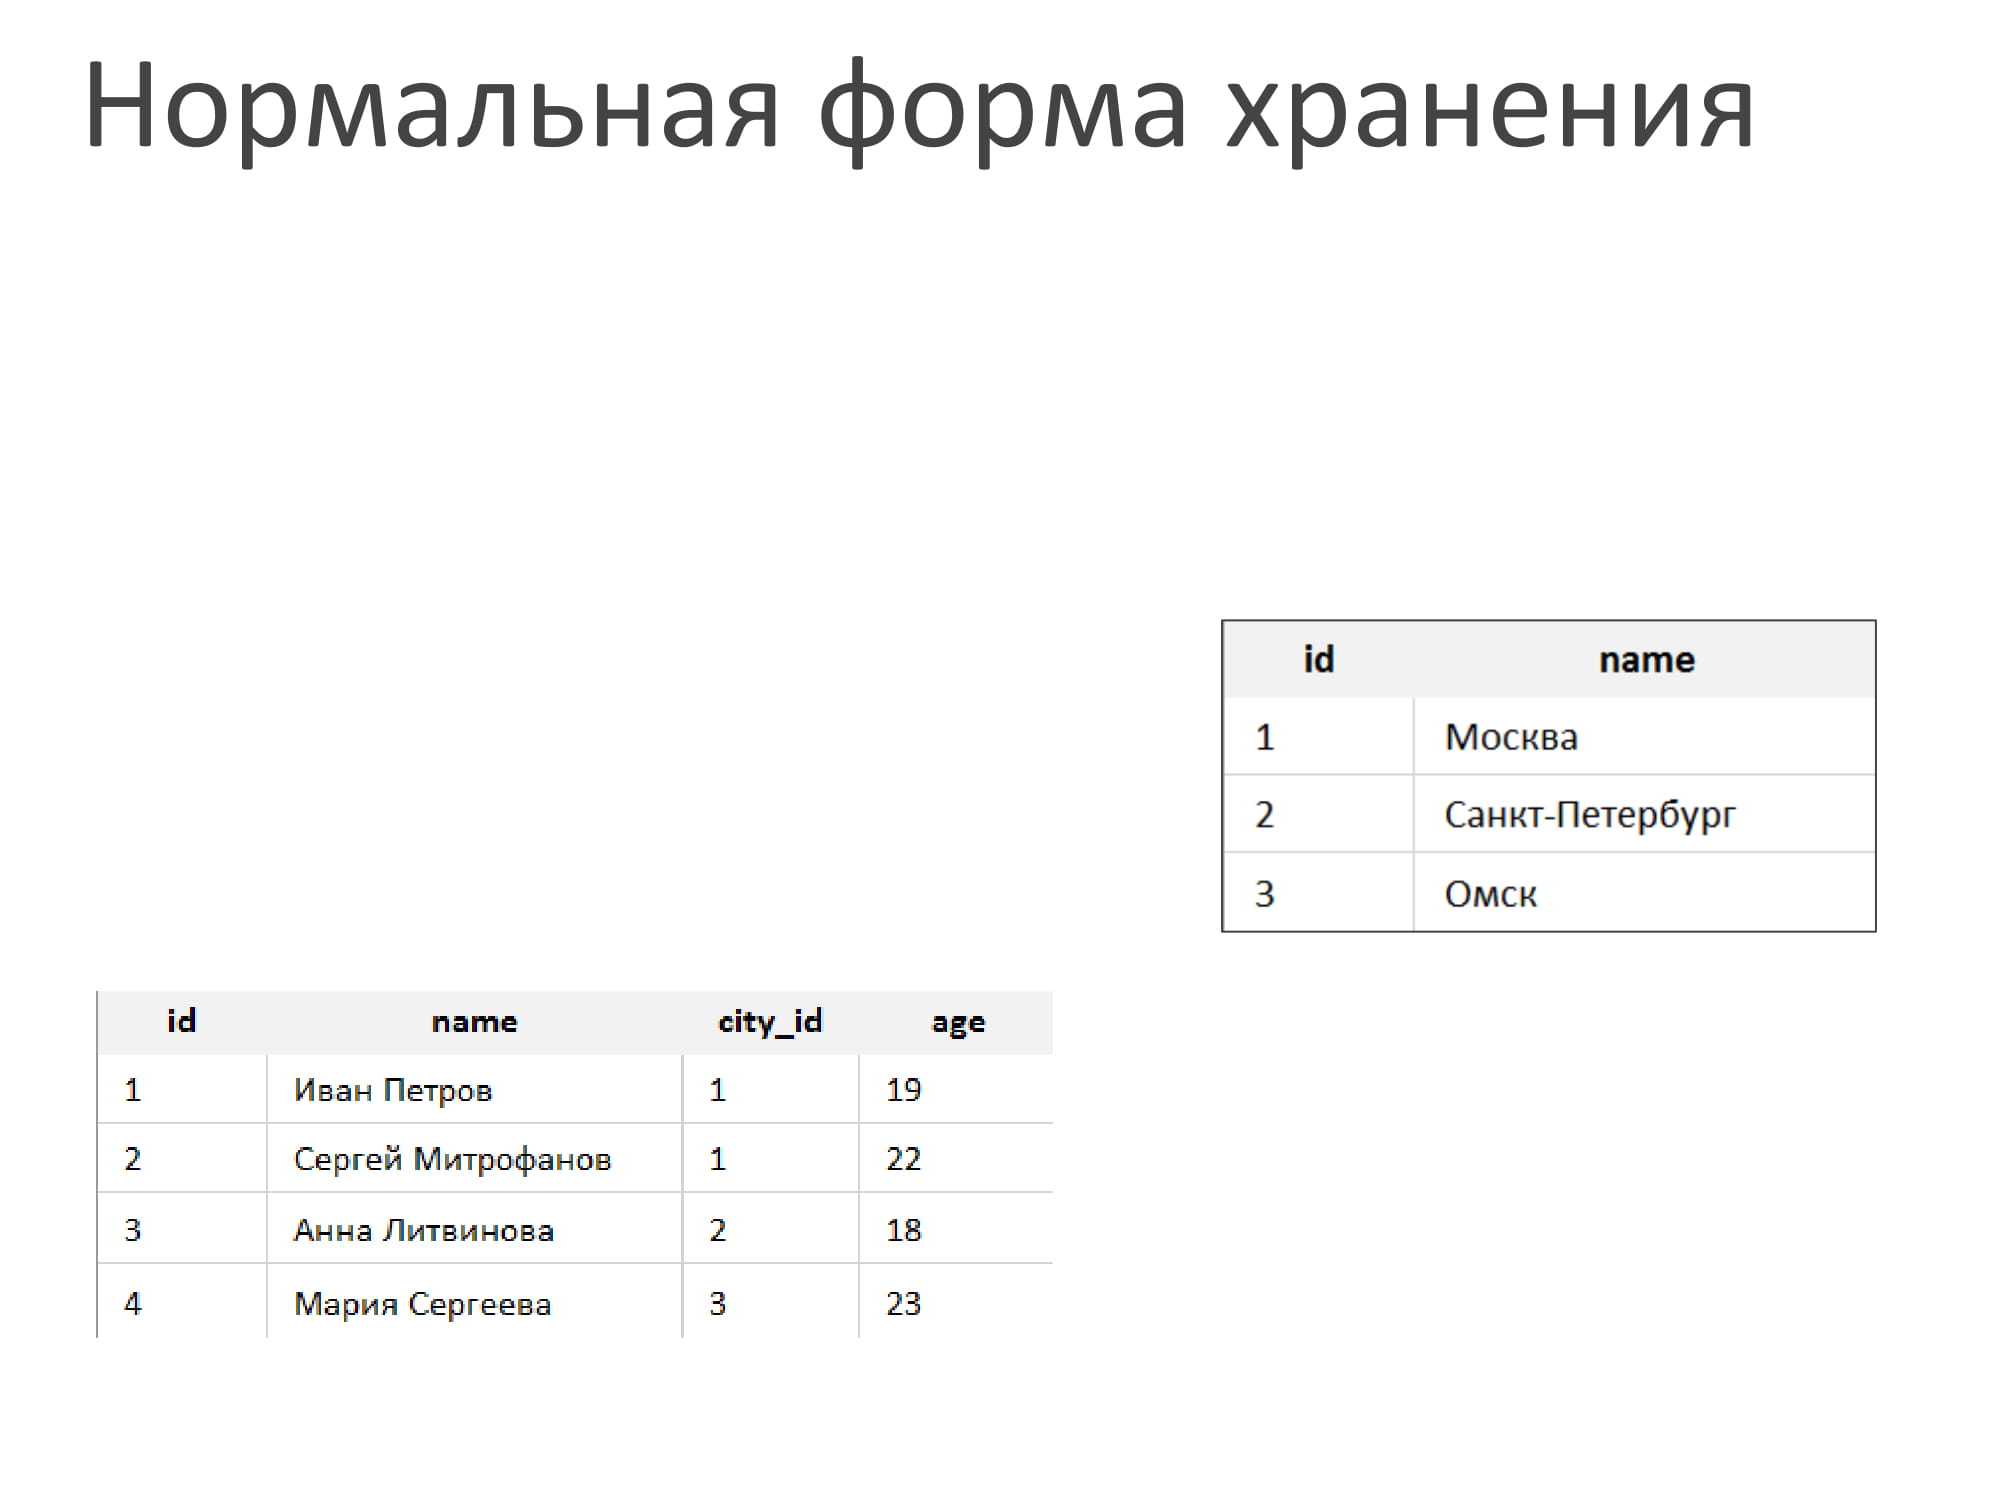 Нормальная форма хранения
id name
1 Москва
2 Санкт-Петербург
3 Омск
id name city_id age
1 Иван Петров 1 19
2 Сергей Митрофанов 1 22
3 Анна Литвинова 2 18
4 Мария Сергеева 3 23